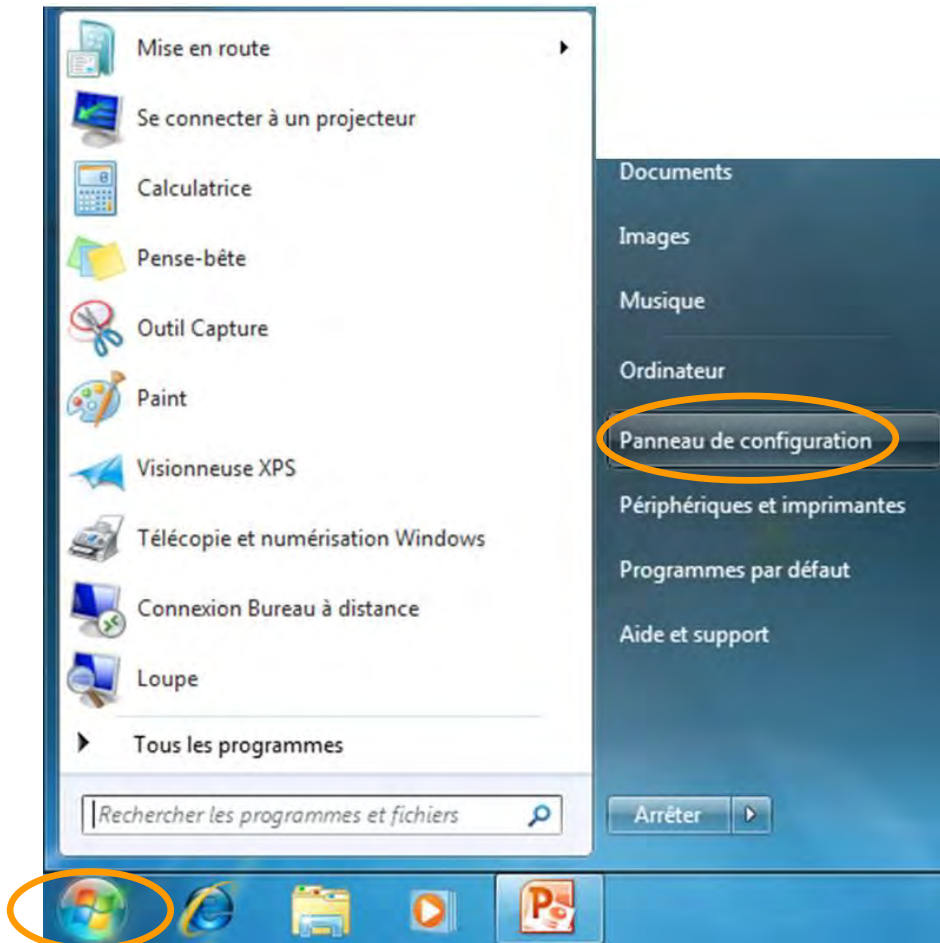 Mise en route
Se connecter à un projecteur
Calculatrice
Pense-bête
Outil Capture
Paint
Visionneuse XPS
Télécopie et numérisation Windows
Connexion Bureau à distance
Loupe
Tous les programmes
Rechercher les programmes et fichiers
Documents
Images
Musique
Ordinateur
Panneau de configuration
Périphériques et imprimantes
Programmes par défaut
Aide et support
Arrêter